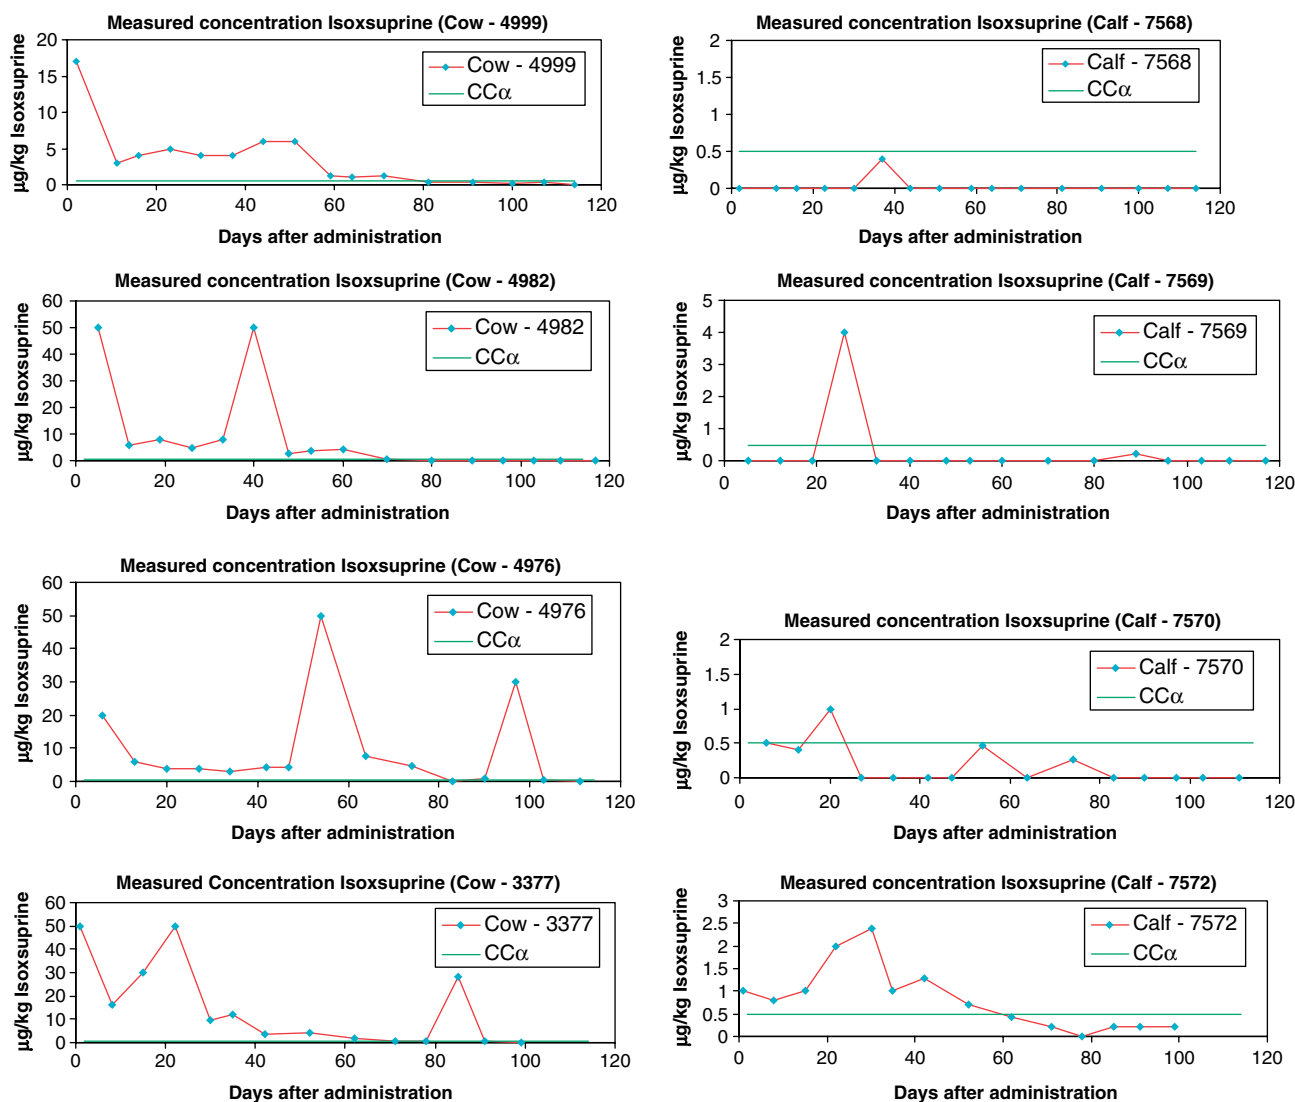 Measured concentration Isoxsuprine (Cow - 4999)
µg/kg Isoxsuprine
20
15
10
5
0
0 20 40 60 80 100 120
Days after administration
Cow - 4999
CCα
Measured concentration Isoxsuprine (Calf - 7568)
µg/kg Isoxsuprine
2
1.5
1
0.5
0
0 20 40 60 80 100 120
Days after administration
Calf - 7568
CCα
Measured concentration Isoxsuprine (Cow - 4982)
µg/kg Isoxsuprine
60
50
40
30
20
10
0
0 20 40 60 80 100 120
Days after administration
Cow - 4982
CCα
Measured concentration Isoxsuprine (Calf - 7569)
µg/kg Isoxsuprine
5
4
3
2
1
0
0 20 40 60 80 100 120
Days after administration
Calf - 7569
CCα
Measured concentration Isoxsuprine (Cow - 4976)
µg/kg Isoxsuprine
60
50
40
30
20
10
0
0 20 40 60 80 100 120
Days after administration
Cow - 4976
CCα
Measured concentration Isoxsuprine (Calf - 7570)
µg/kg Isoxsuprine
2
1.5
1
0.5
0
0 20 40 60 80 100 120
Days after administration
Calf - 7570
CCα
Measured Concentration Isoxsuprine (Cow - 3377)
µg/kg Isoxsuprine
60
50
40
30
20
10
0
0 20 40 60 80 100 120
Days after administration
Cow - 3377
CCα
Measured concentration Isoxsuprine (Calf - 7572)
µg/kg Isoxsuprine
3
2.5
2
1.5
1
0.5
0
0 20 40 60 80 100 120
Days after administration
Calf - 7572
CCα